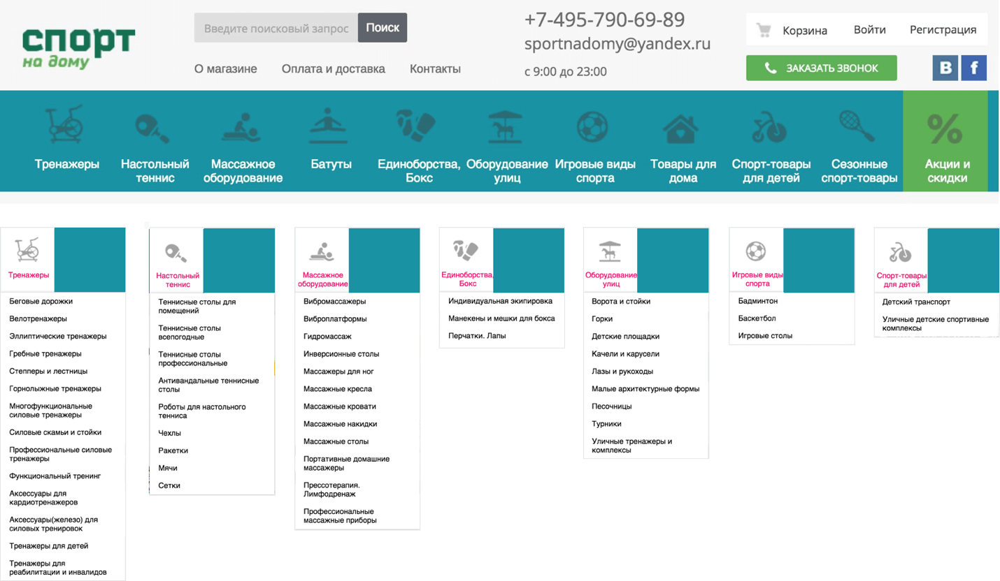 спорт
на дому
Введите поисковый запрос
Поиск
О магазине
Оплата и доставка
Контакты
+7-495-790-69-89
sportnadomy@yandex.ru
с 9:00 до 23:00
Корзина
Войти
Регистрация
ЗАКАЗАТЬ ЗВОНОК
В
f
Тренажеры
Настольный
теннис
Массажное
оборудование
Батуты
Единоборства,
Бокс
Оборудование
улиц
Игровые виды
спорта
Товары для
дома
Спорт-товары
для детей
Сезонные
спорт-товары
%
Акции и
скидки
Тренажеры
Беговые дорожки
Велотренажеры
Эллиптические тренажеры
Гребные тренажеры
Степперы и лестницы
Горнолыжные тренажеры
Многофункциональные
силовые тренажеры
Силовые скамьи и стойки
Профессиональные силовые
тренажеры
Функциональный тренинг
Аксессуары для
кардиотренажеров
Аксессуары(железо) для
силовых тренировок
Тренажеры для детей
Тренажеры для
реабилитации и инвалидов
Настольный
теннис
Теннисные столы для
помещений
Теннисные столы
всепогодные
Теннисные столы
профессиональные
Антивандальные теннисные
столы
Роботы для настольного
тенниса
Чехлы
Ракетки
Мячи
Сетки
Массажное
оборудование
Вибромассажеры
Виброплатформы
Гидромассаж
Инверсионные столы
Массажеры для ног
Массажные кресла
Массажные кровати
Массажные накидки
Массажные столы
Портативные домашние
массажеры
Прессотерапия.
Лимфодренаж
Профессиональные
массажные приборы
Единоборства,
Бокс
Индивидуальная экипировка
Манекены и мешки для бокса
Перчатки. Лапы
Оборудование
улиц
Ворота и стойки
Горки
Детские площадки
Качели и карусели
Лазы и рукоходы
Малые архитектурные формы
Песочницы
Турники
Уличные тренажеры и
комплексы
Игровые виды
спорта
Бадминтон
Баскетбол
Игровые столы
Спорт-товары
для детей
Детский транспорт
Уличные детские спортивные
комплексы